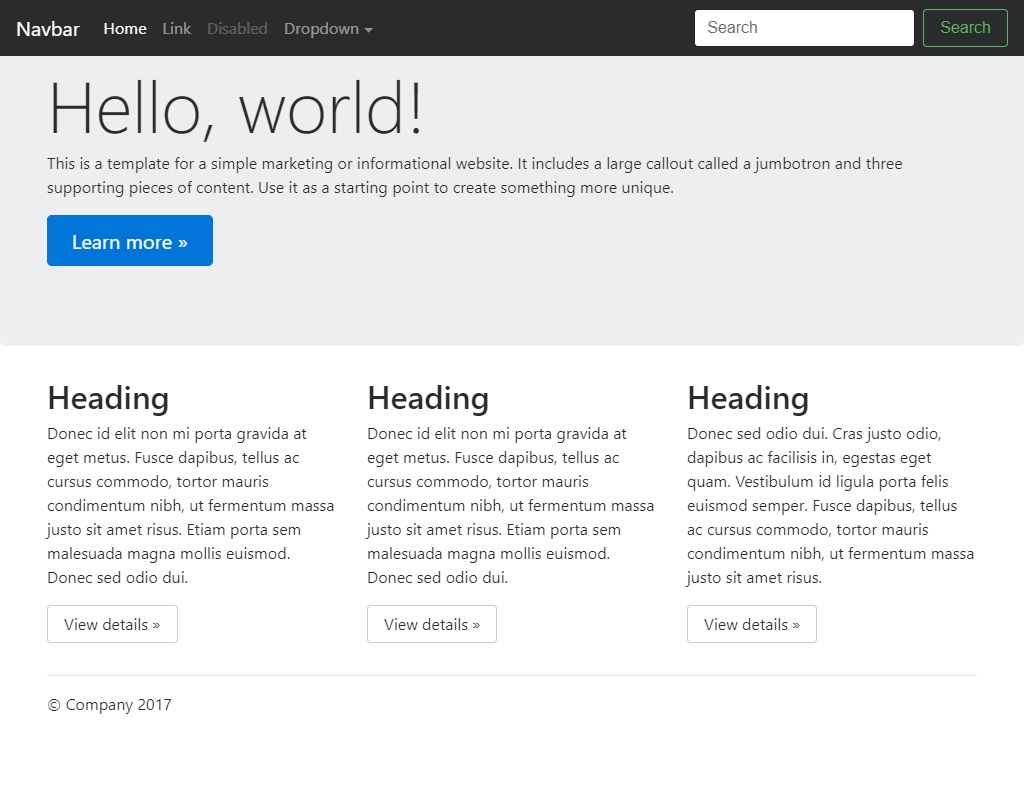 Navbar Home Link Disabled Dropdown Search Search
Hello, world!
This is a template for a simple marketing or informational website. It includes a large callout called a jumbotron and three
supporting pieces of content. Use it as a starting point to create something more unique.
Learn more »
Heading
Donec id elit non mi porta gravida at
eget metus. Fusce dapibus, tellus ac
cursus commodo, tortor mauris
condimentum nibh, ut fermentum massa
justo sit amet risus. Etiam porta sem
malesuada magna mollis euismod.
Donec sed odio dui.
View details »
Heading
Donec id elit non mi porta gravida at
eget metus. Fusce dapibus, tellus ac
cursus commodo, tortor mauris
condimentum nibh, ut fermentum massa
justo sit amet risus. Etiam porta sem
malesuada magna mollis euismod.
Donec sed odio dui.
View details »
Heading
Donec sed odio dui. Cras justo odio,
dapibus ac facilisis in, egestas eget
quam. Vestibulum id ligula porta felis
euismod semper. Fusce dapibus, tellus
ac cursus commodo, tortor mauris
condimentum nibh, ut fermentum massa
justo sit amet risus.
View details »
© Company 2017